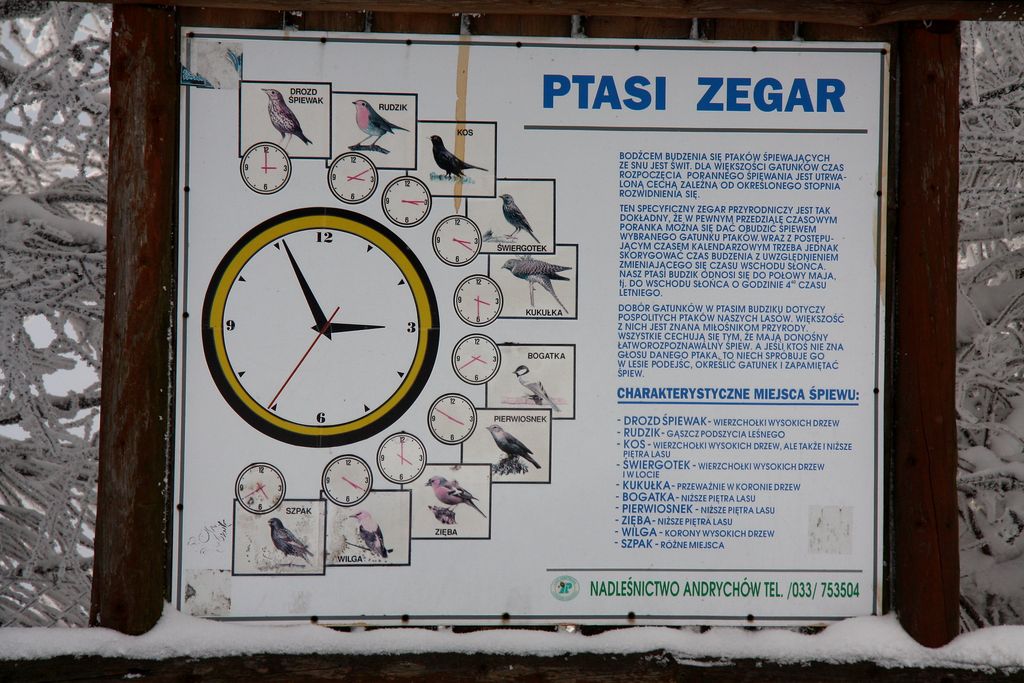 PTASI ZEGAR
DROZD
ŚPIEWAK
RUDZIK
KOS
ŚWIERGOTEK
KUKUŁKA
BOGATKA
PIERWIOSNEK
ZIĘBA
WILGA
SZPAK
12
3
6
9
BODŹCEM BUDZENIA SIĘ PTAKÓW ŚPIEWAJĄCYCH
ZE SNU JEST ŚWIT. DLA WIĘKSZOŚCI GATUNKÓW CZAS
ROZPOCZĘCIA PORANNEGO ŚPIEWANIA JEST UTRWA-
LONĄ CECHĄ ZALEŻNĄ OD OKREŚLONEGO STOPNIA
ROZWIDNIENIA SIĘ.
TEN SPECYFICZNY ZEGAR PRZYRODNICZY JEST TAK
DOKŁADNY, ŻE W PEWNYM PRZEDZIALE CZASOWYM
PORANKA MOŻNA SIĘ DAĆ OBUDZIĆ ŚPIEWEM
WYBRANEGO GATUNKU PTAKÓW. WRAZ Z POSTĘPU-
JĄCYM CZASEM KALENDARZOWYM TRZEBA JEDNAK
SKORYGOWAĆ CZAS BUDZENIA Z UWZGLĘDNIENIEM
ZMIENIAJĄCEGO SIĘ CZASU WSCHODU SŁOŃCA.
NASZ PTASI BUDZIK ODNOSI SIĘ DO POŁOWY MAJA,
tj. DO WSCHODU SŁOŃCA O GODZINIE 4⁴⁰ CZASU
LETNIEGO.
DOBÓR GATUNKÓW W PTASIM BUDZIKU DOTYCZY
POSPOLITYCH PTAKÓW NASZYCH LASÓW. WIĘKSZOŚĆ
Z NICH JEST ZNANA MIŁOŚNIKOM PRZYRODY.
WSZYSTKIE CECHUJĄ SIĘ TYM, ŻE MAJĄ DONOŚNY
ŁATWOROZPOZNAWALNY ŚPIEW. A JEŚLI KTOŚ NIE ZNA
GŁOSU DANEGO PTAKA, TO NIECH SPRÓBUJE GO
W LESIE PODEJŚĆ, OKREŚLIĆ GATUNEK I ZAPAMIĘTAĆ
ŚPIEW.
CHARAKTERYSTYCZNE MIEJSCA ŚPIEWU:
- DROZD ŚPIEWAK - WIERZCHOŁKI WYSOKICH DRZEW
- RUDZIK - GĄSZCZ PODSZYCIA LEŚNEGO
- KOS - WIERZCHOŁKI WYSOKICH DRZEW, ALE TAKŻE I NIŻSZE
PIĘTRA LASU
- ŚWIERGOTEK - WIERZCHOŁKI WYSOKICH DRZEW
I W LOCIE
- KUKUŁKA - PRZEWAŻNIE W KORONIE DRZEW
- BOGATKA - NIŻSZE PIĘTRA LASU
- PIERWIOSNEK - NIŻSZE PIĘTRA LASU
- ZIĘBA - NIŻSZE PIĘTRA LASU
- WILGA - KORONY WYSOKICH DRZEW
- SZPAK - RÓŻNE MIEJSCA
NADLEŚNICTWO ANDRYCHÓW TEL. /033/ 753504